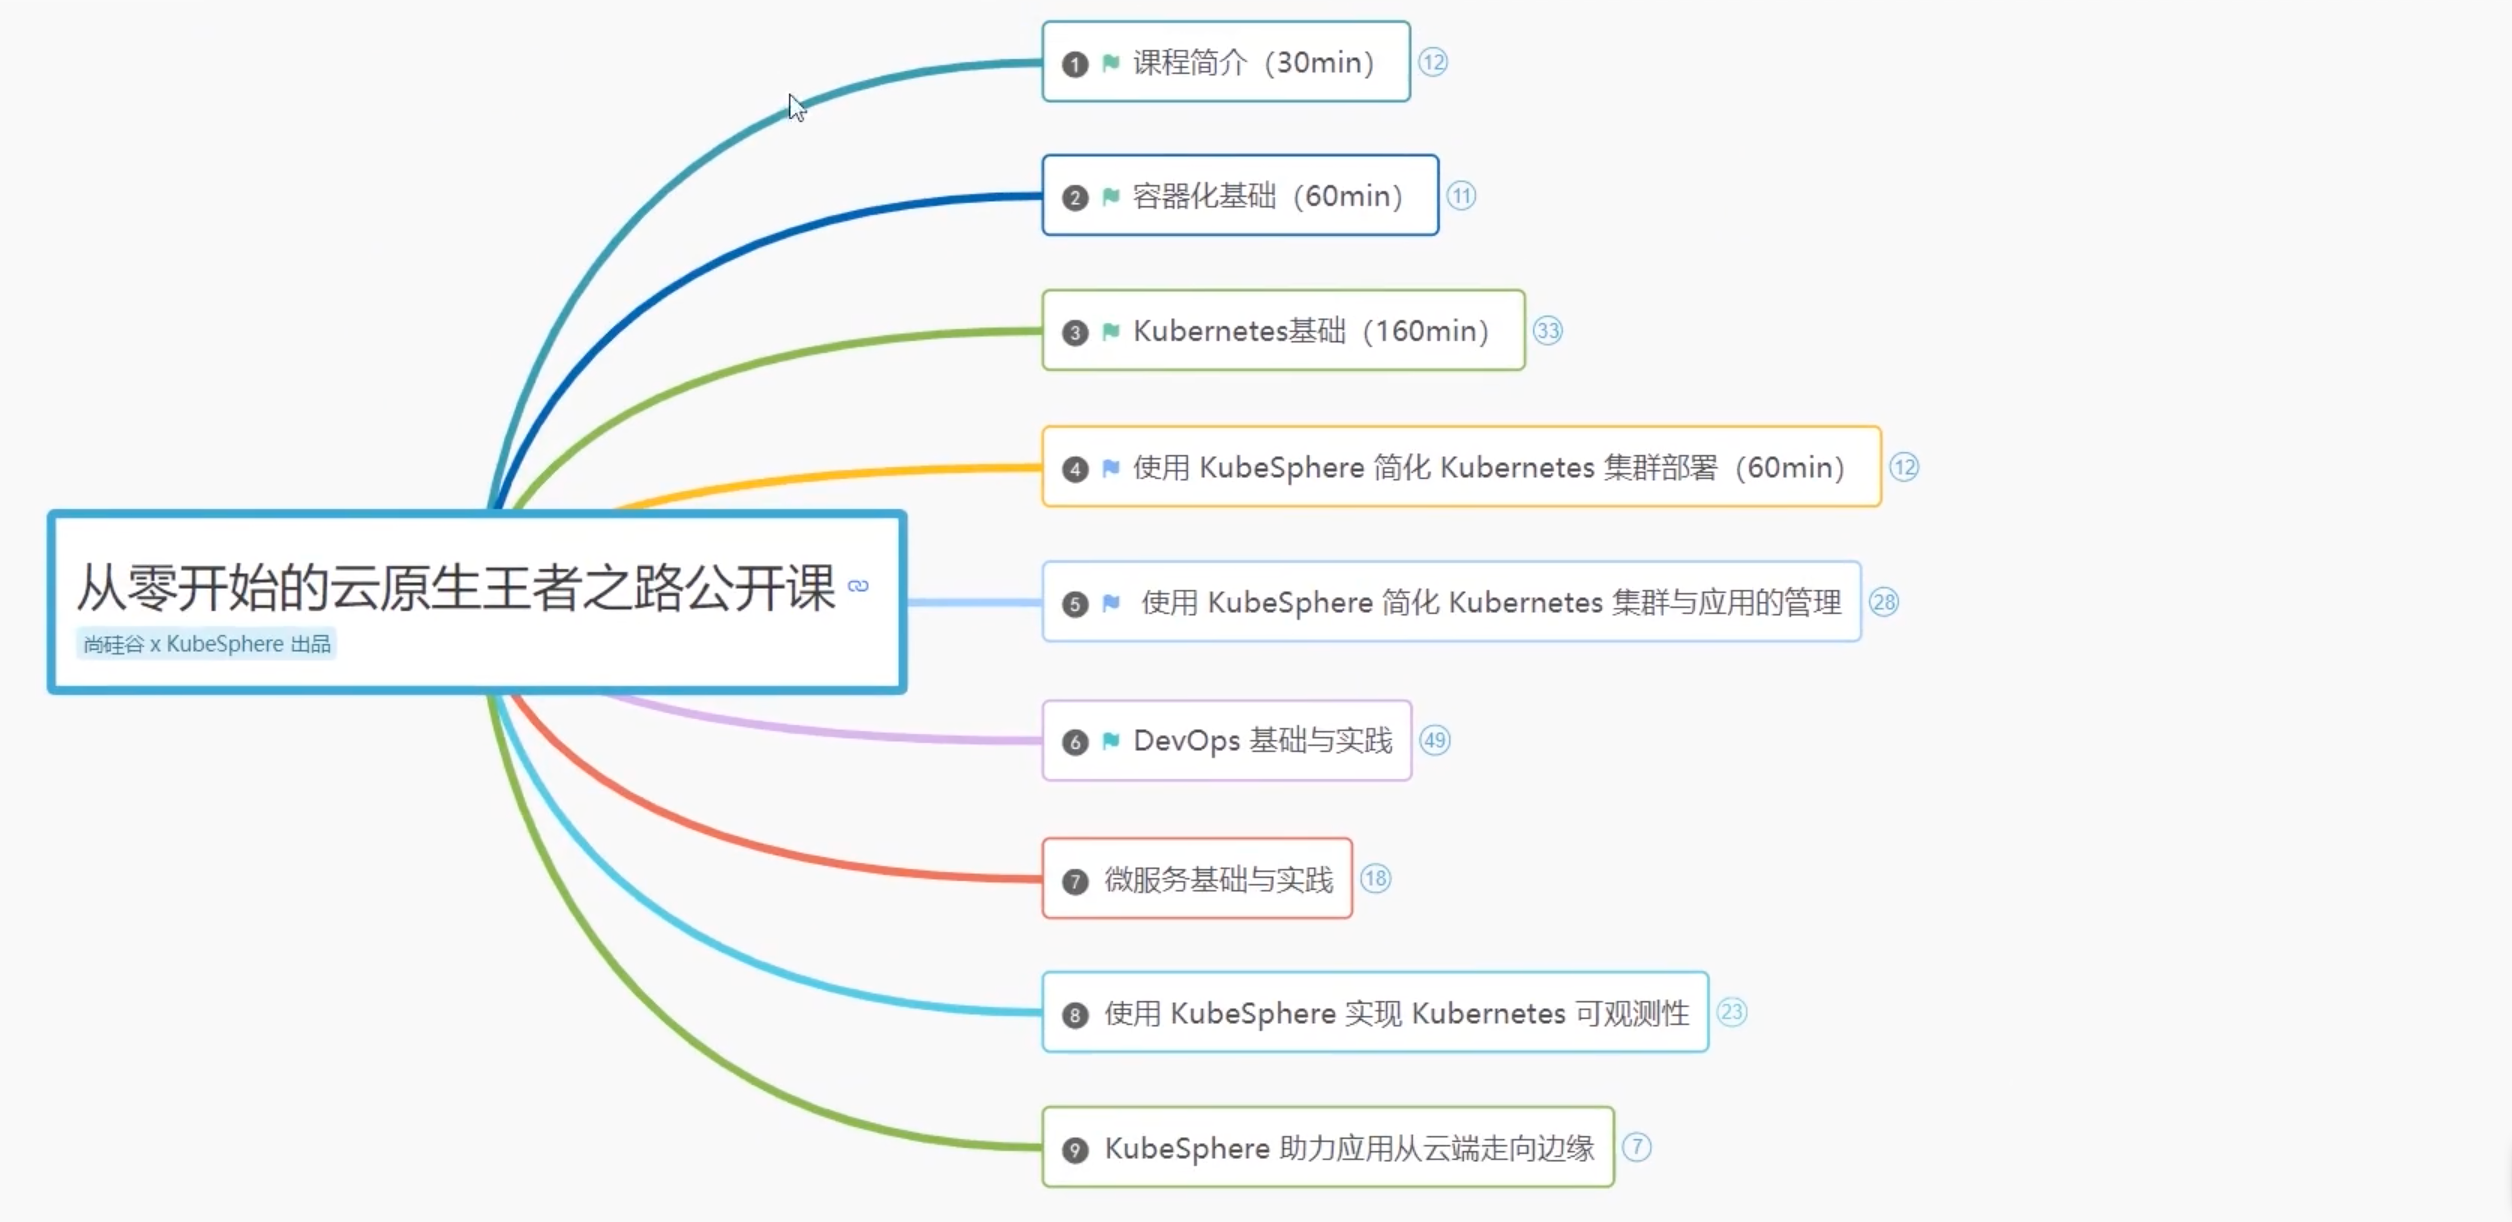 从零开始的云原生王者之路公开课
尚硅谷 x KubeSphere 出品
1 课程简介（30min） 12
2 容器化基础（60min） 11
3 Kubernetes基础（160min） 33
4 使用 KubeSphere 简化 Kubernetes 集群部署（60min） 12
5 使用 KubeSphere 简化 Kubernetes 集群与应用的管理 28
6 DevOps 基础与实践 49
7 微服务基础与实践 18
8 使用 KubeSphere 实现 Kubernetes 可观测性 23
9 KubeSphere 助力应用从云端走向边缘 7